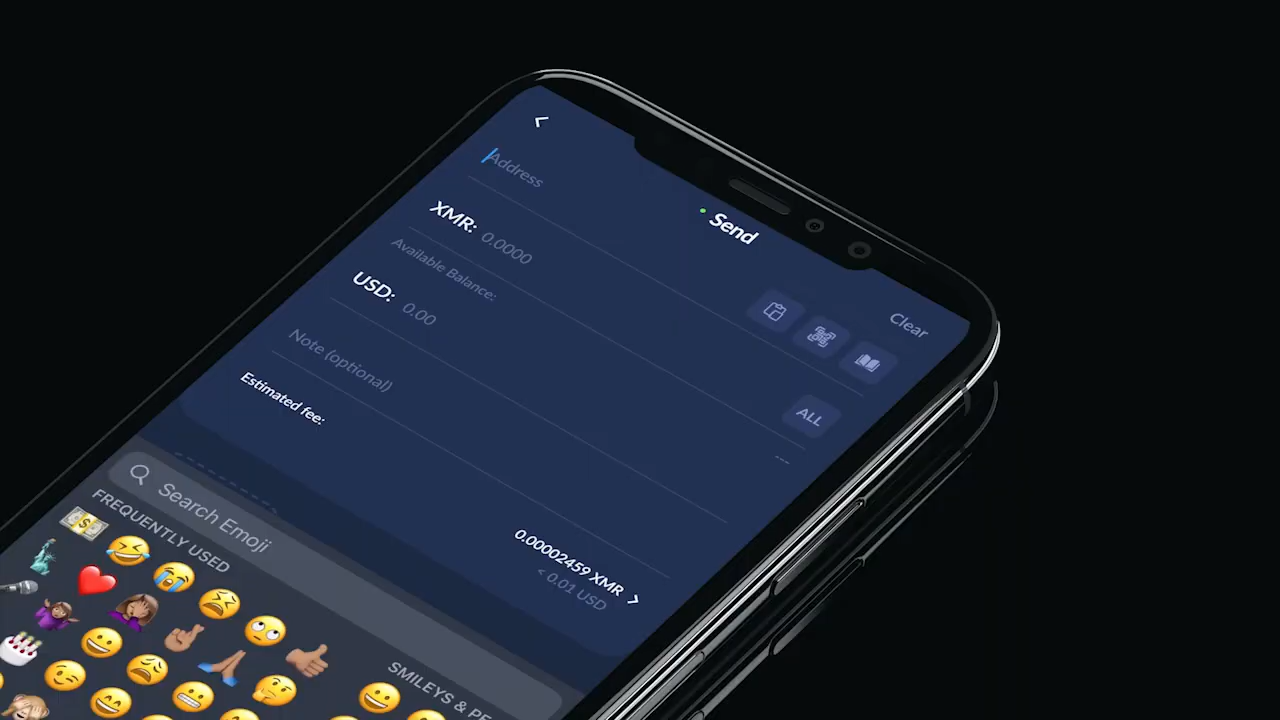 Send
Clear
Address
XMR: 0.0000
ALL
Available Balance:
---
USD: 0.00
Note (optional)
Estimated fee:
0.00002459 XMR
< 0.01 USD
Search Emoji
FREQUENTLY USED
SMILEYS & PE